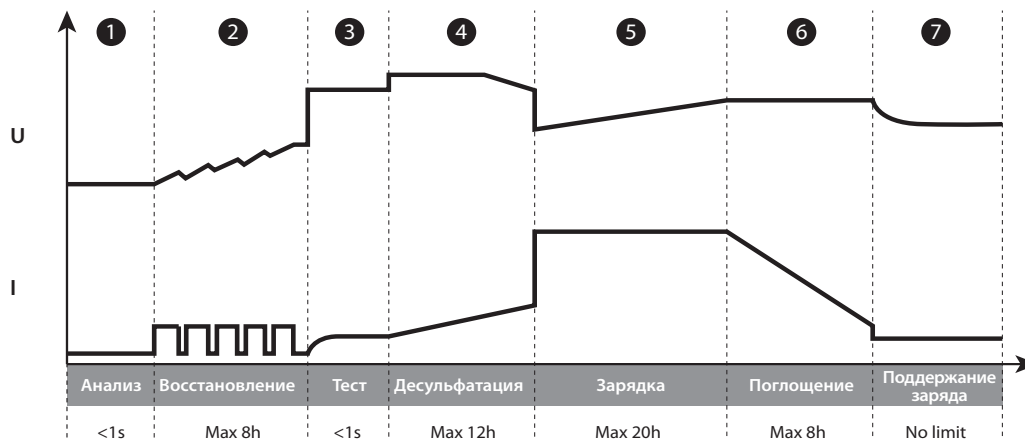 1 2 3 4 5 6 7
U
I
Анализ Восстановление Тест Десульфатация Зарядка Поглощение Поддержание
заряда
<1s Max 8h <1s Max 12h Max 20h Max 8h No limit